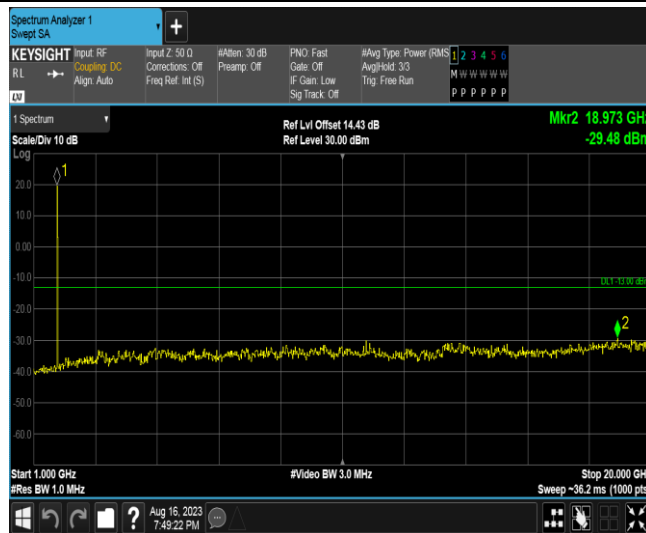 Spectrum Analyzer 1
Swept SA
+
KEYSIGHT
RL
LXI
Input: RF
Coupling: DC
Align: Auto
Input Z: 50 Ω
Corrections: Off
Freq Ref: Int (S)
#Atten: 30 dB
Preamp: Off
PNO: Fast
Gate: Off
IF Gain: Low
Sig Track: Off
#Avg Type: Power (RMS
Avg|Hold: 3/3
Trig: Free Run
1 2 3 4 5 6
M W W W W W
P P P P P P
1 Spectrum
Scale/Div 10 dB
Ref Lvl Offset 14.43 dB
Ref Level 30.00 dBm
Mkr2 18.973 GHz
-29.48 dBm
Log
1
20.0
10.0
0.00
-10.0
DL1 -13.00 dBm
-20.0
2
-30.0
-40.0
-50.0
-60.0
Start 1.000 GHz
#Video BW 3.0 MHz
Stop 20.000 GHz
#Res BW 1.0 MHz
Sweep ~36.2 ms (1000 pts)
?
Aug 16, 2023
7:49:22 PM